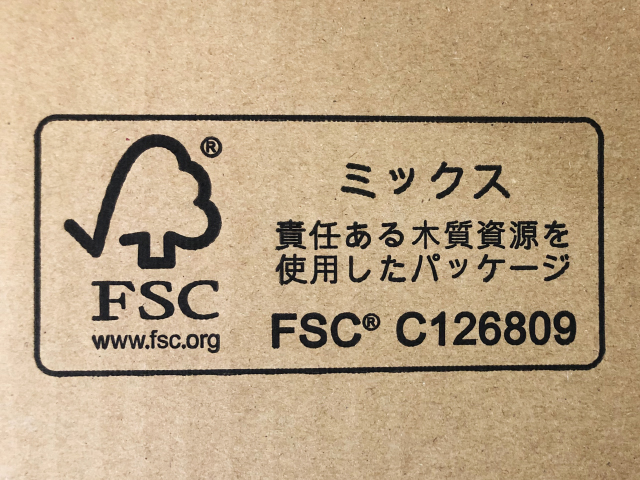 ®
FSC
www.fsc.org
ミックス
責任ある木質資源を
使用したパッケージ
FSC® C126809